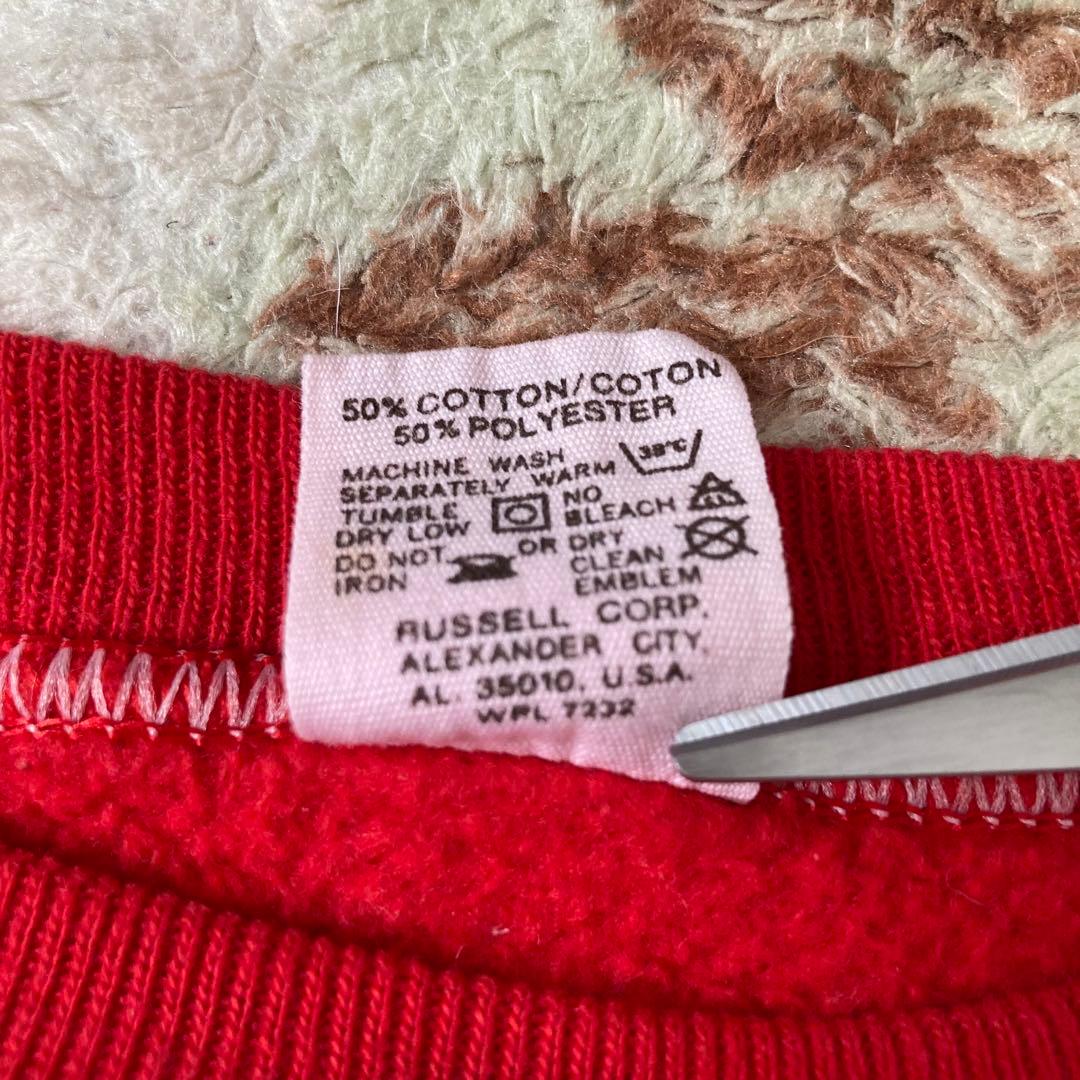 50% COTTON/COTON
50% POLYESTER
MACHINE WASH
SEPARATELY WARM 38°C
TUMBLE NO
DRY LOW BLEACH
DO NOT OR DRY
IRON CLEAN
EMBLEM
RUSSELL CORP.
ALEXANDER CITY,
AL. 35010, U.S.A.
WPL 7232